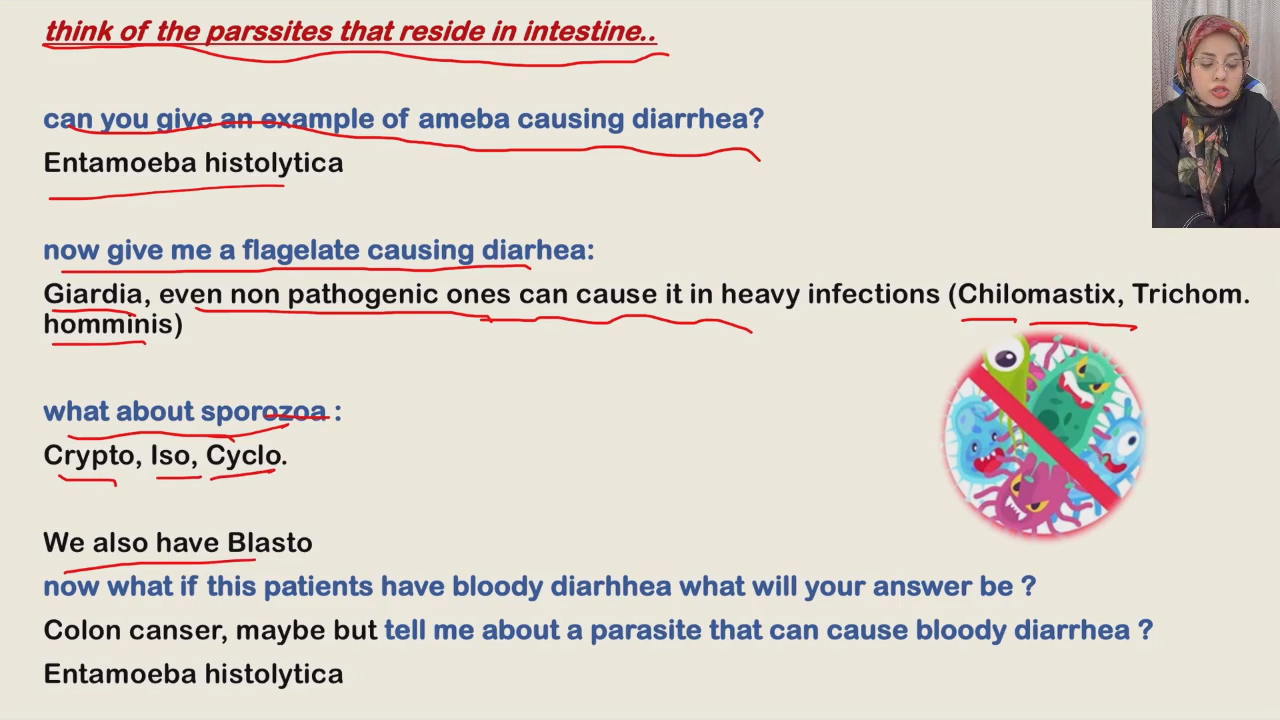 think of the parssites that reside in intestine..
can you give an example of ameba causing diarrhea?
Entamoeba histolytica
now give me a flagelate causing diarhea:
Giardia, even non pathogenic ones can cause it in heavy infections (Chilomastix, Trichom.
homminis)
what about sporozoa :
Crypto, Iso, Cyclo.
We also have Blasto
now what if this patients have bloody diarhhea what will your answer be ?
Colon canser, maybe but tell me about a parasite that can cause bloody diarrhea ?
Entamoeba histolytica